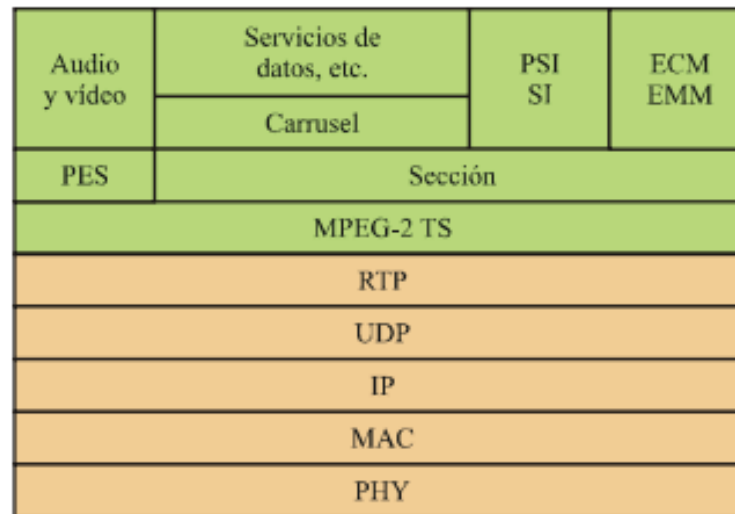 Audio
y vídeo
Servicios de
datos, etc.
Carrusel
PSI
SI
ECM
EMM
PES
Sección
MPEG-2 TS
RTP
UDP
IP
MAC
PHY